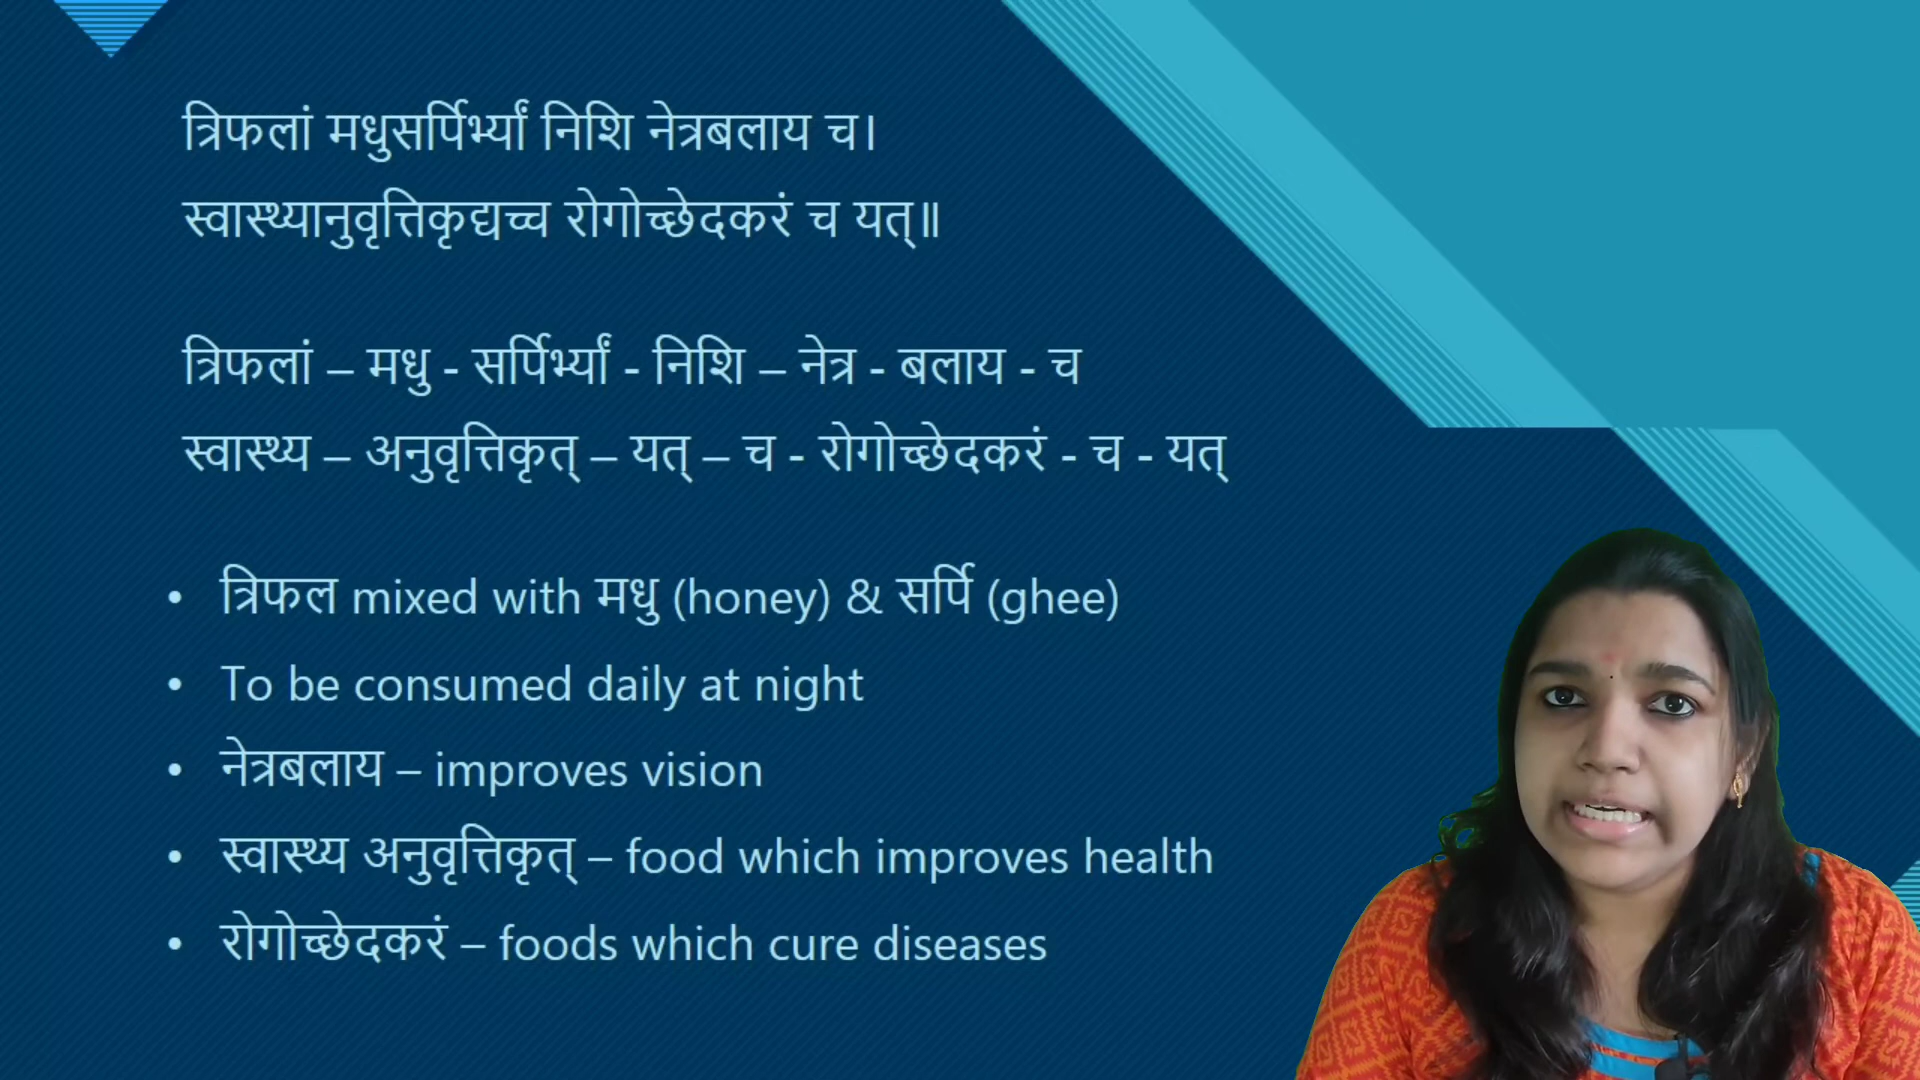 त्रिफलां मधुसर्पिर्भ्यां निशि नेत्रबलाय च।
स्वास्थ्यानुवृत्तिकृद्यच्च रोगोच्छेदकरं च यत्॥
त्रिफलां – मधु - सर्पिर्भ्यां - निशि – नेत्र - बलाय - च
स्वास्थ्य – अनुवृत्तिकृत् – यत् – च - रोगोच्छेदकरं - च - यत्
• त्रिफल mixed with मधु (honey) & सर्पि (ghee)
• To be consumed daily at night
• नेत्रबलाय – improves vision
• स्वास्थ्य अनुवृत्तिकृत् – food which improves health
• रोगोच्छेदकरं – foods which cure diseases